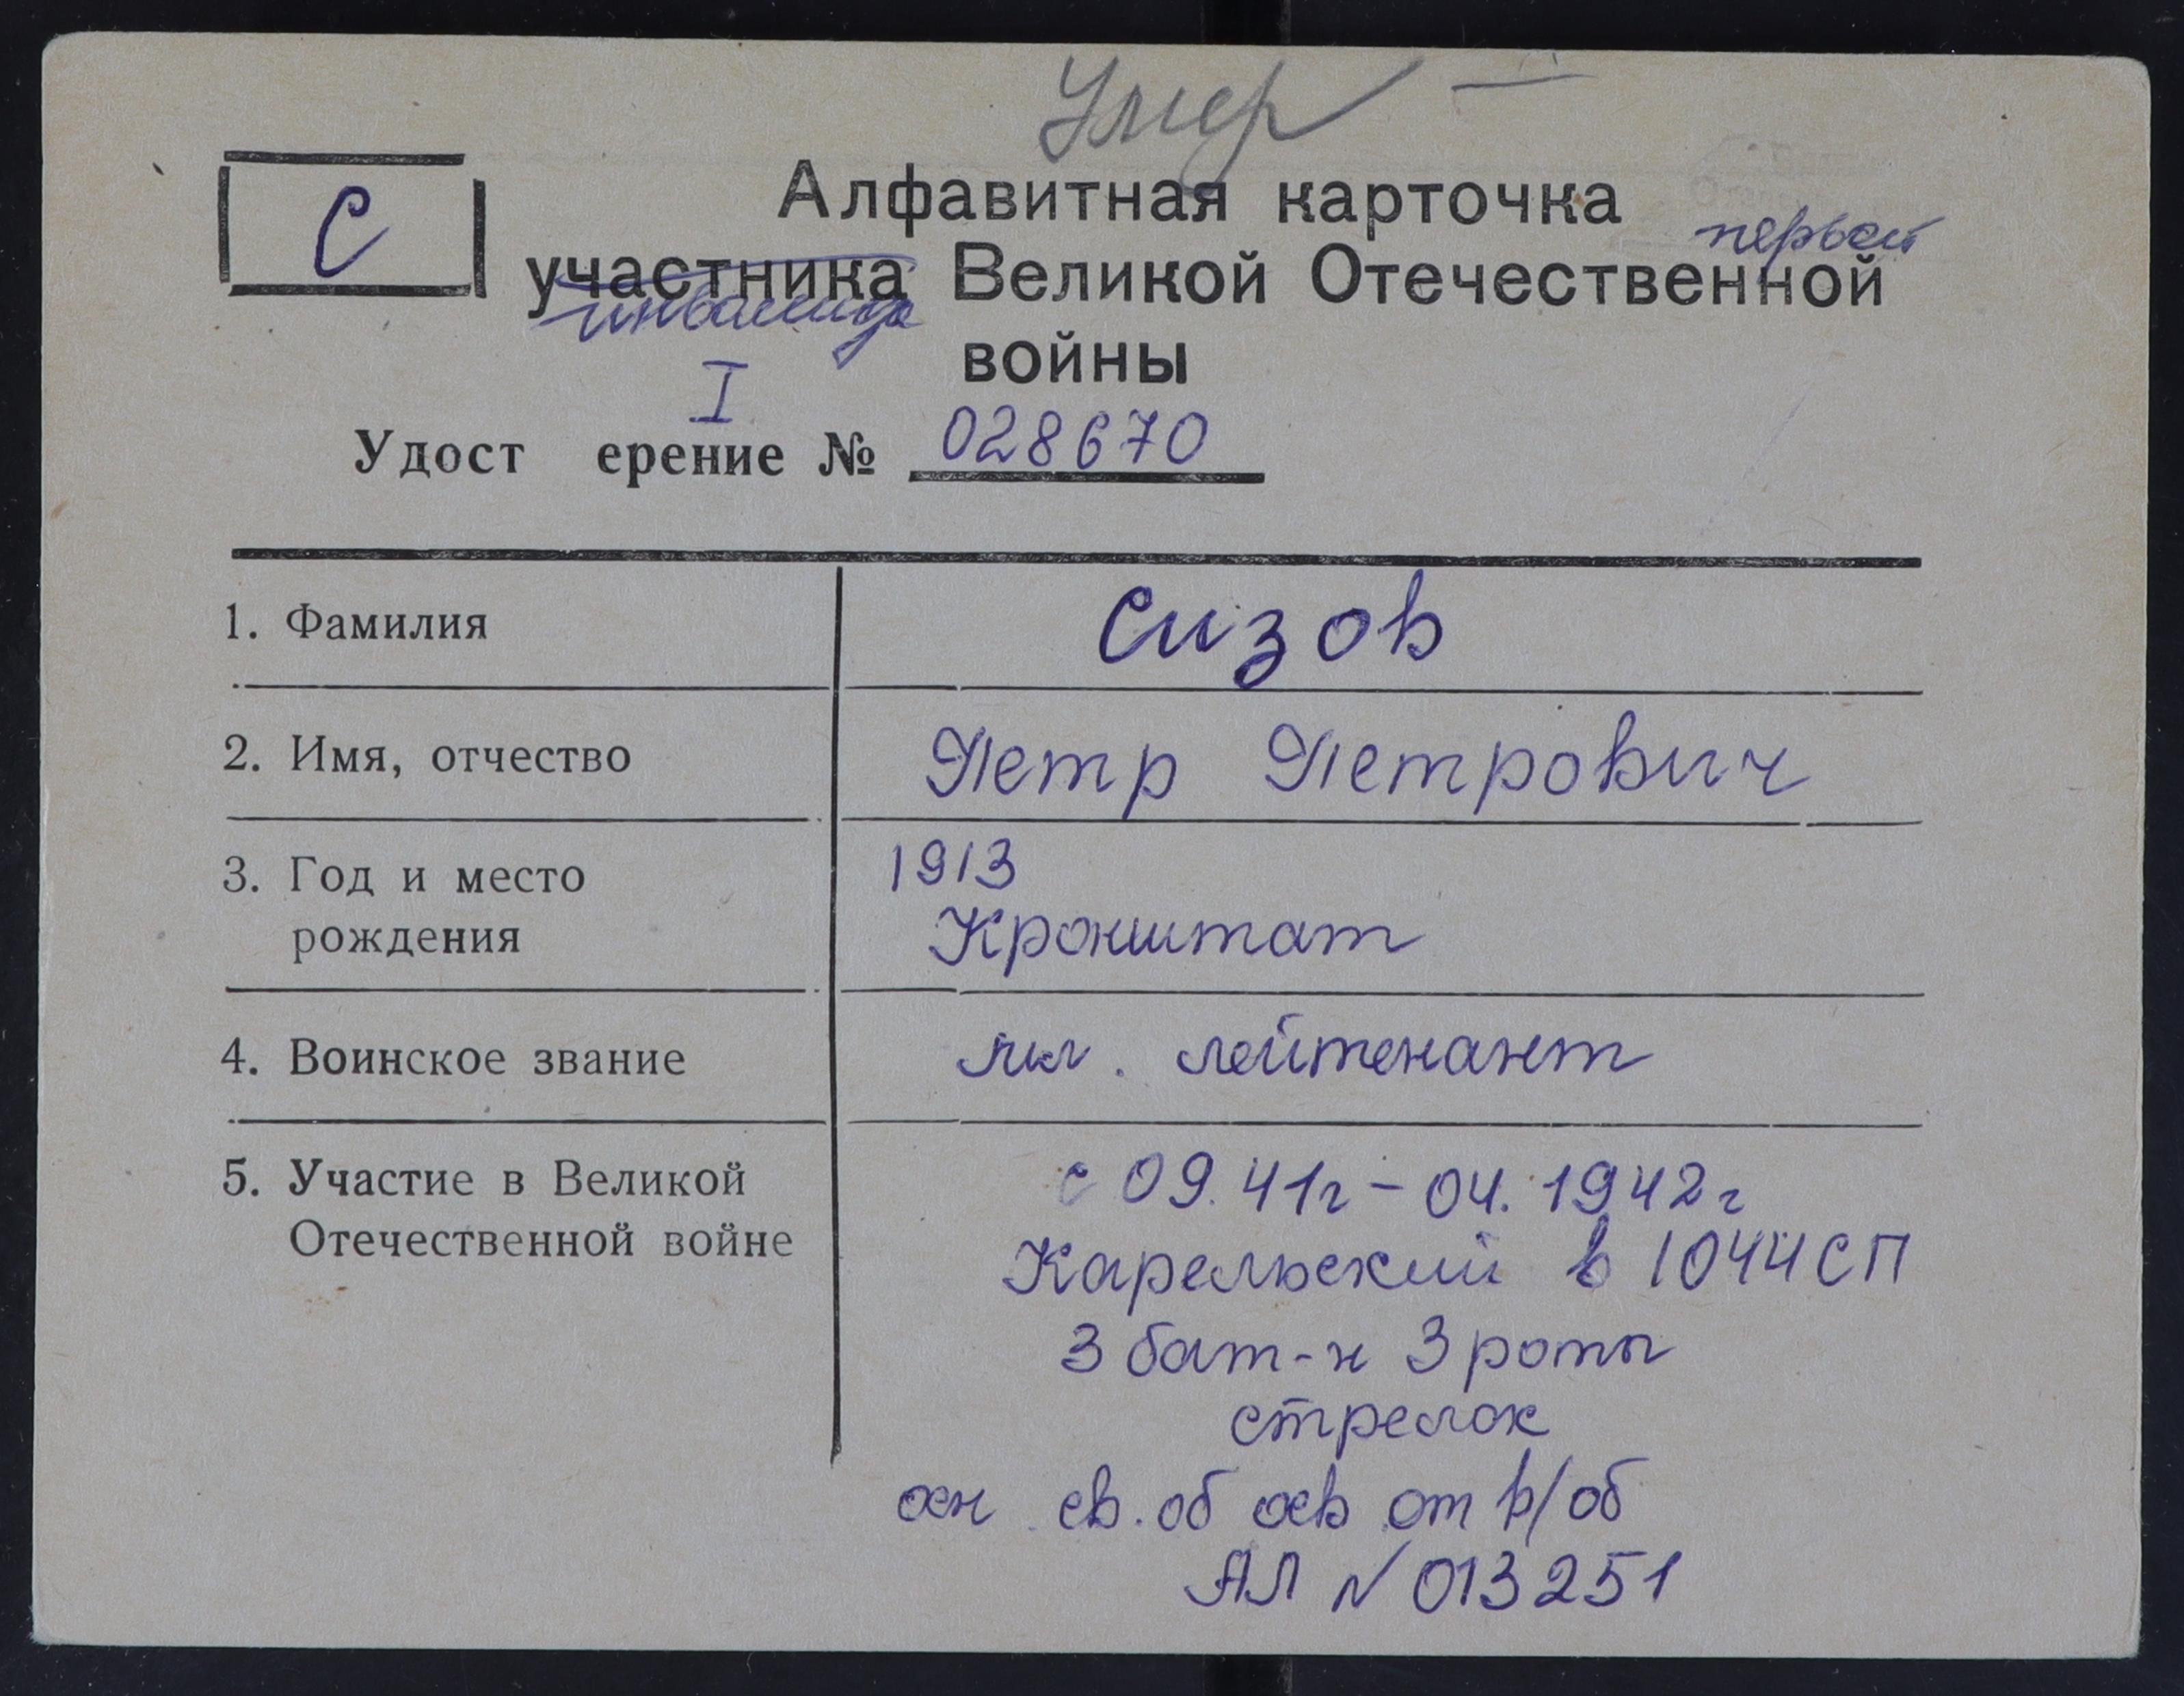 Умер
С
Алфавитная карточка
первой
участника Великой Отечественной
инвалида
войны
I
Удост ерение № 028670
1. Фамилия Сизов
2. Имя, отчество Петр Петрович
3. Год и место 1913
рождения Кронштат
4. Воинское звание мл. лейтенант
5. Участие в Великой с 09.41г - 04.1942г
Отечественной войне Карельский в 1044СП
3 бат-н 3 роты
стрелок
осн св. об осв от в/об
АЛ N 013251